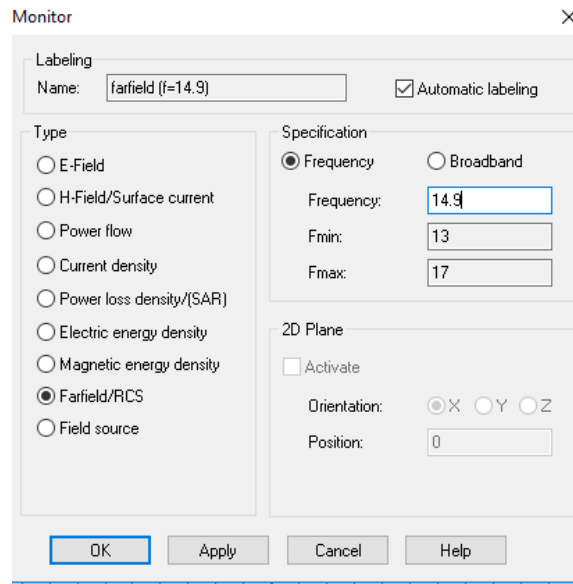 Monitor
Labeling
Name: farfield (f=14.9) Automatic labeling
Type
E-Field
H-Field/Surface current
Power flow
Current density
Power loss density/(SAR)
Electric energy density
Magnetic energy density
Farfield/RCS
Field source
Specification
Frequency Broadband
Frequency: 14.9
Fmin: 13
Fmax: 17
2D Plane
Activate
Orientation: X Y Z
Position: 0
OK Apply Cancel Help